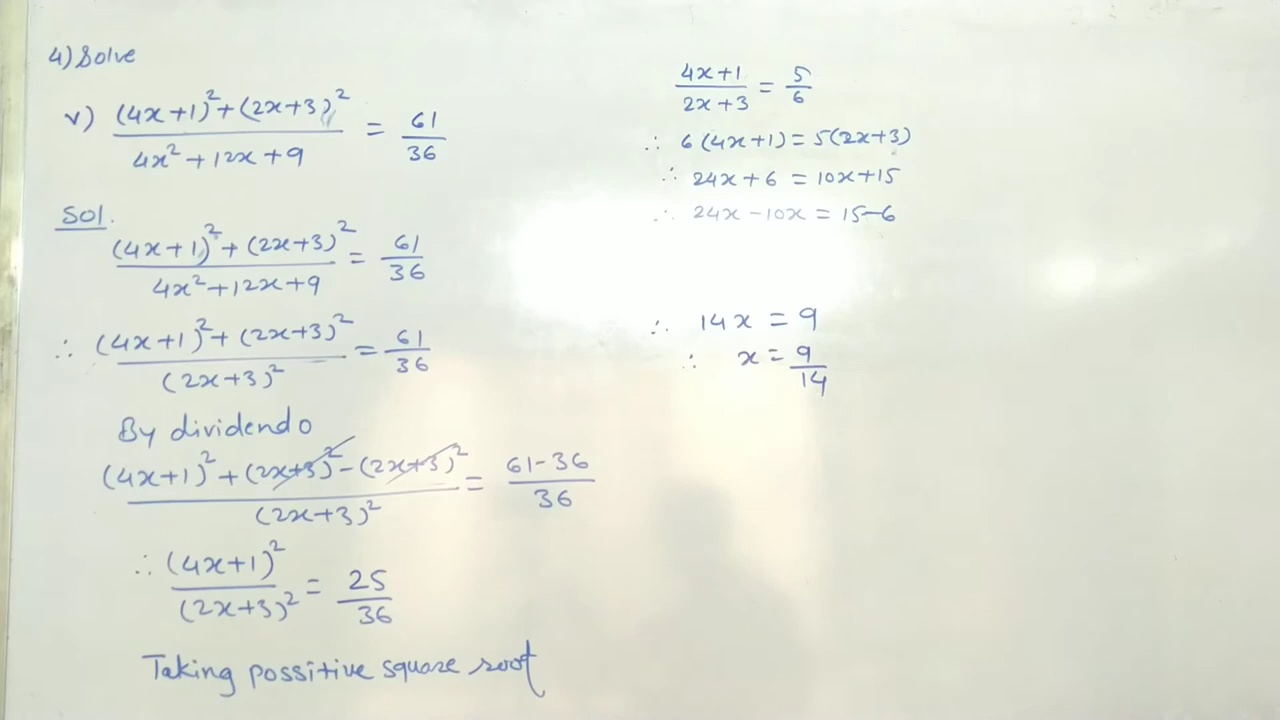 4) Solve
v) ((4x+1)²+(2x+3)²)/(4x²+12x+9) = 61/36
Sol.
((4x+1)²+(2x+3)²)/(4x²+12x+9) = 61/36
∴ ((4x+1)²+(2x+3)²)/(2x+3)² = 61/36
By dividendo
((4x+1)²+(2x+3)²-(2x+3)²)/(2x+3)² = (61-36)/36
∴ (4x+1)²/(2x+3)² = 25/36
Taking possitive square root
(4x+1)/(2x+3) = 5/6
∴ 6(4x+1)=5(2x+3)
∴ 24x+6 = 10x+15
∴ 24x-10x = 15-6
∴ 14x = 9
∴ x = 9/14